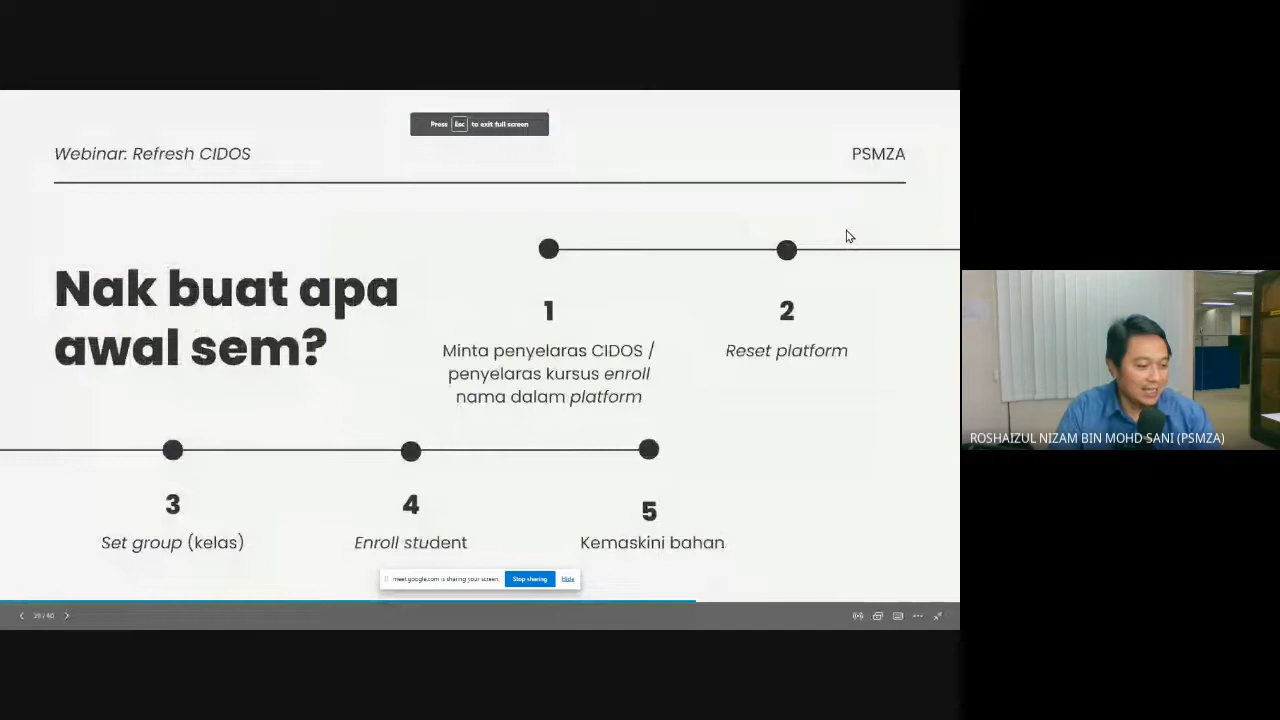 Press Esc to exit full screen
Webinar: Refresh CIDOS
PSMZA
Nak buat apa
awal sem?
1
Minta penyelaras CIDOS /
penyelaras kursus enroll
nama dalam platform
2
Reset platform
3
Set group (kelas)
4
Enroll student
5
Kemaskini bahan
meet.google.com is sharing your screen.
Stop sharing
Hide
ROSHAIZUL NIZAM BIN MOHD SANI (PSMZA)